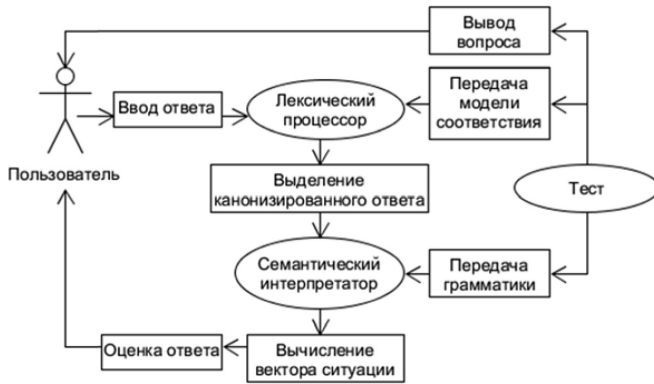 Вывод
вопроса
Ввод ответа
Лексический
процессор
Передача
модели
соответствия
Пользователь
Выделение
канонизированного ответа
Тест
Семантический
интерпретатор
Передача
грамматики
Оценка ответа
Вычисление
вектора ситуации